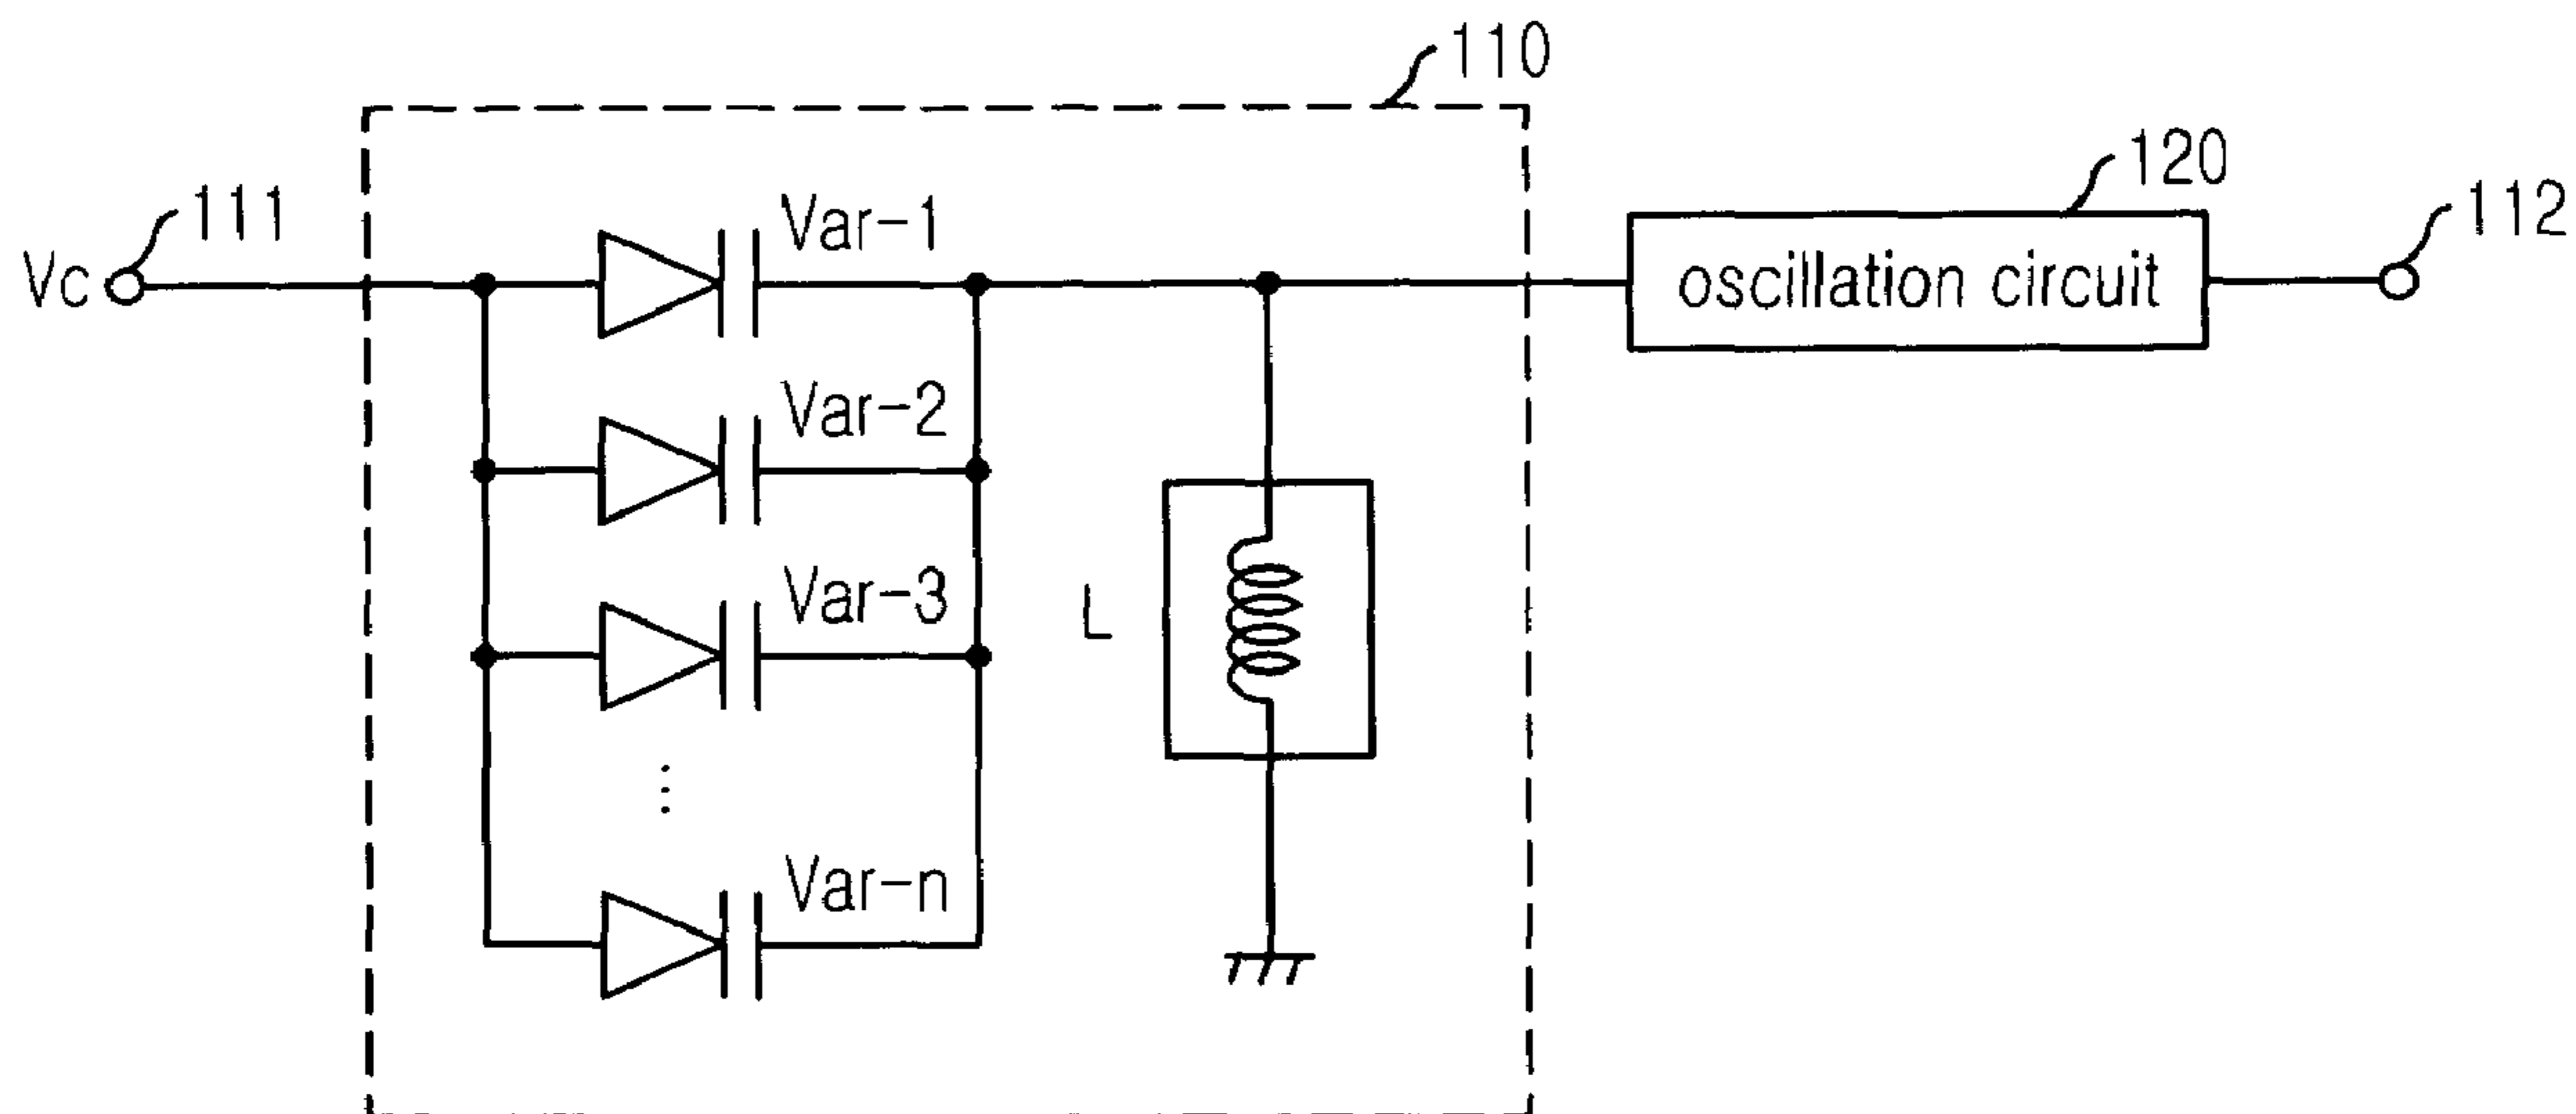 110
120
111
112
Var-1
Vc
oscillation circuit
Var-2
Var-3
L
Var-n